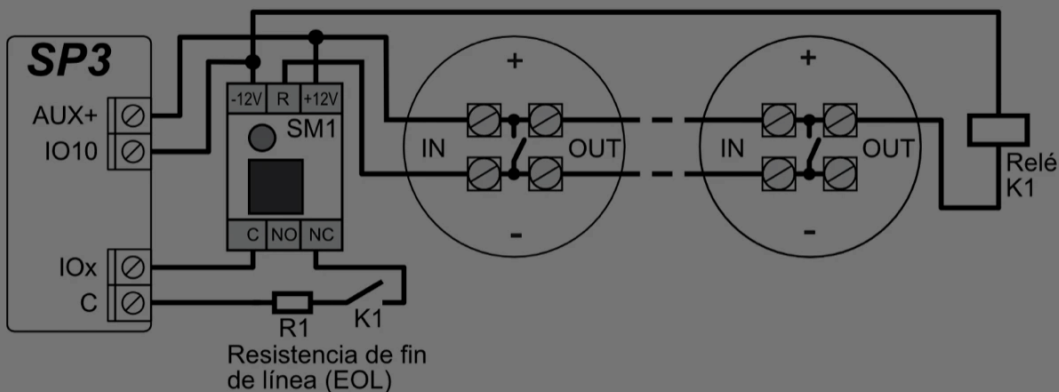 SP3
AUX+
IO10
IOx
C
-12V R +12V
SM1
C NO NC
+
IN OUT
-
+
IN OUT
-
Relé
K1
R1
K1
Resistencia de fin
de línea (EOL)